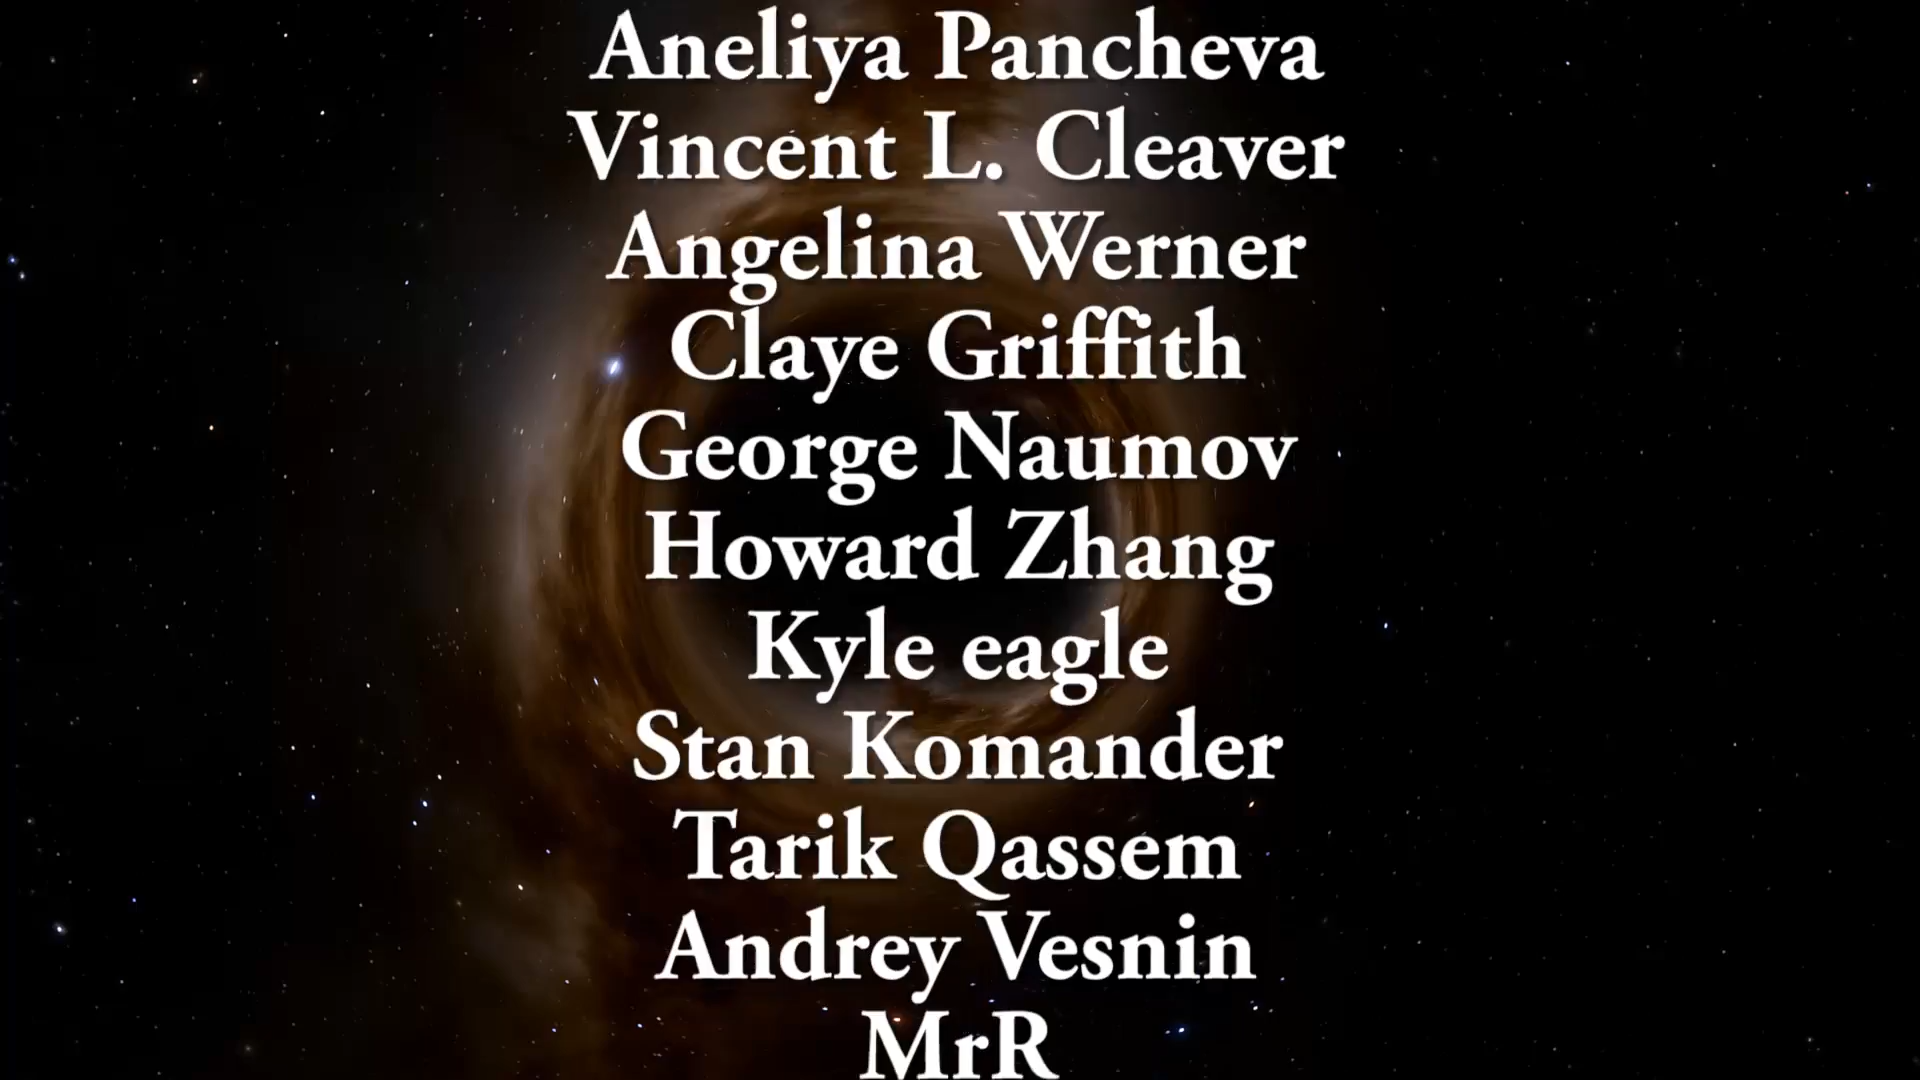 Aneliya Pancheva
Vincent L. Cleaver
Angelina Werner
Claye Griffith
George Naumov
Howard Zhang
Kyle eagle
Stan Komander
Tarik Qassem
Andrey Vesnin
MrR